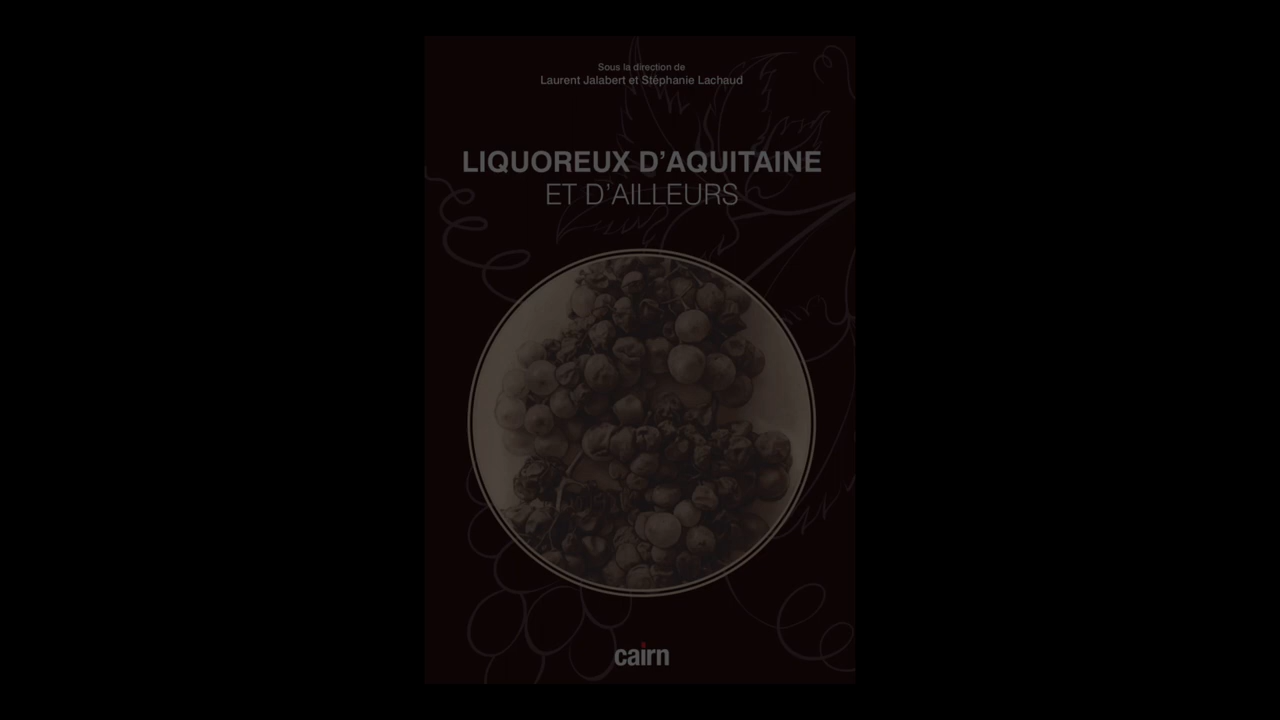 Sous la direction de
Laurent Jalabert et Stéphanie Lachaud
LIQUOREUX D’AQUITAINE
ET D’AILLEURS
cairn